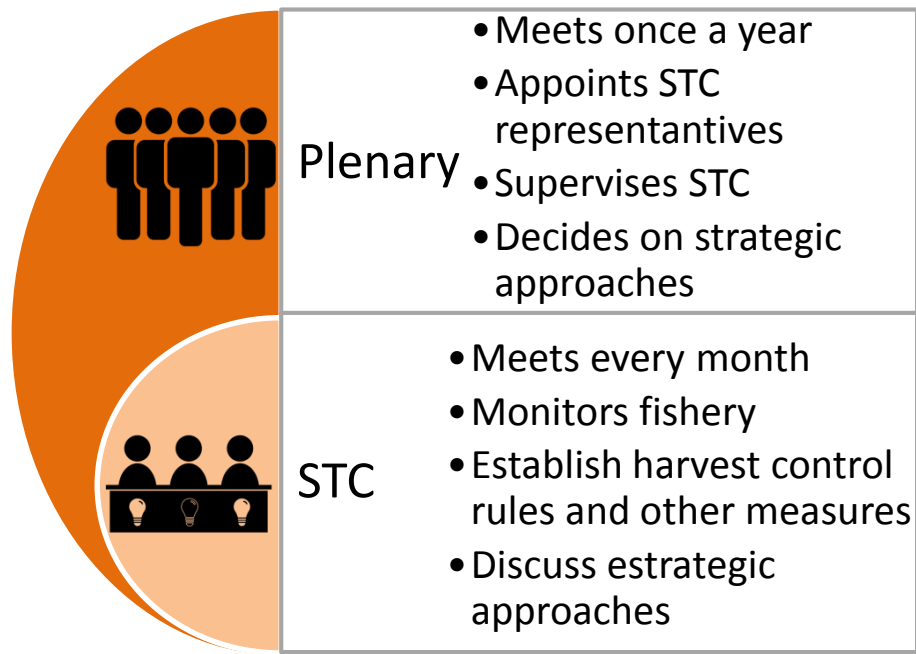 Plenary
•Meets once a year
•Appoints STC
representantives
•Supervises STC
•Decides on strategic
approaches
STC
•Meets every month
•Monitors fishery
•Establish harvest control
rules and other measures
•Discuss estrategic
approaches